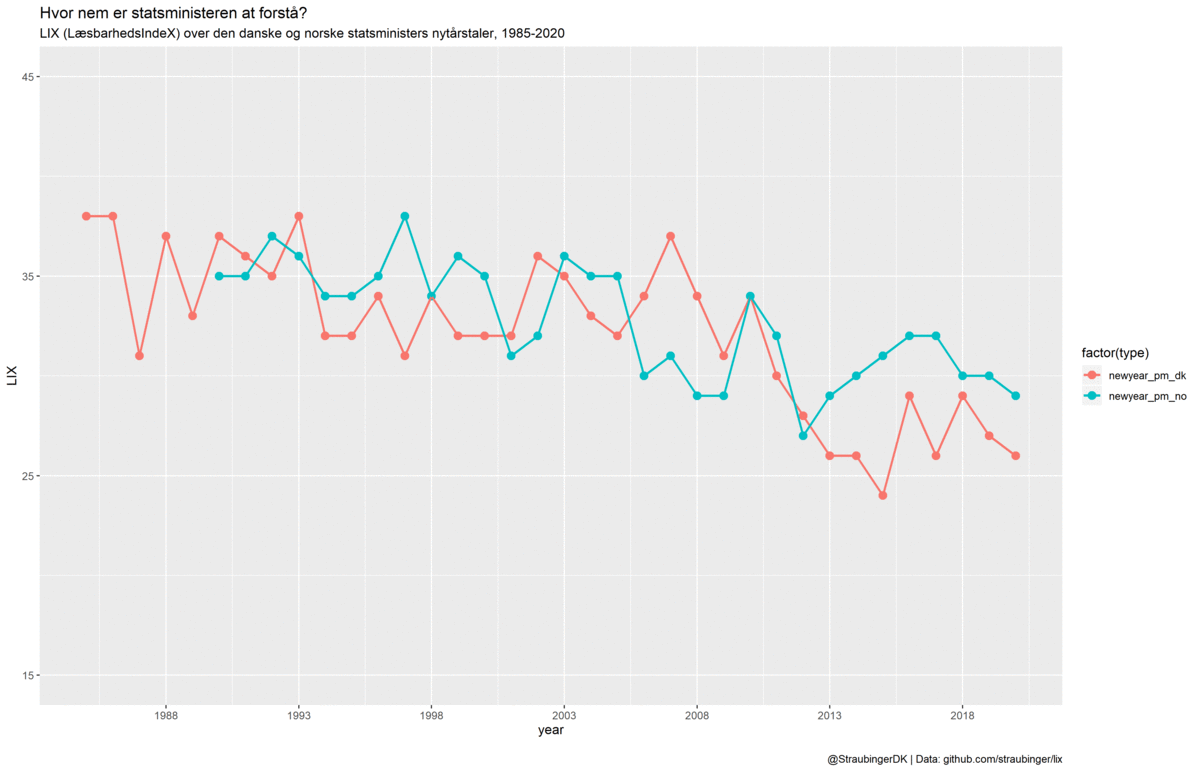 Hvor nem er statsministeren at forstå?
LIX (LæsbarhedsIndeX) over den danske og norske statsministers nytårstaler, 1985-2020
45
35
25
15
LIX
1988 1993 1998 2003 2008 2013 2018
year
factor(type)
newyear_pm_dk
newyear_pm_no
@StraubingerDK | Data: github.com/straubinger/lix